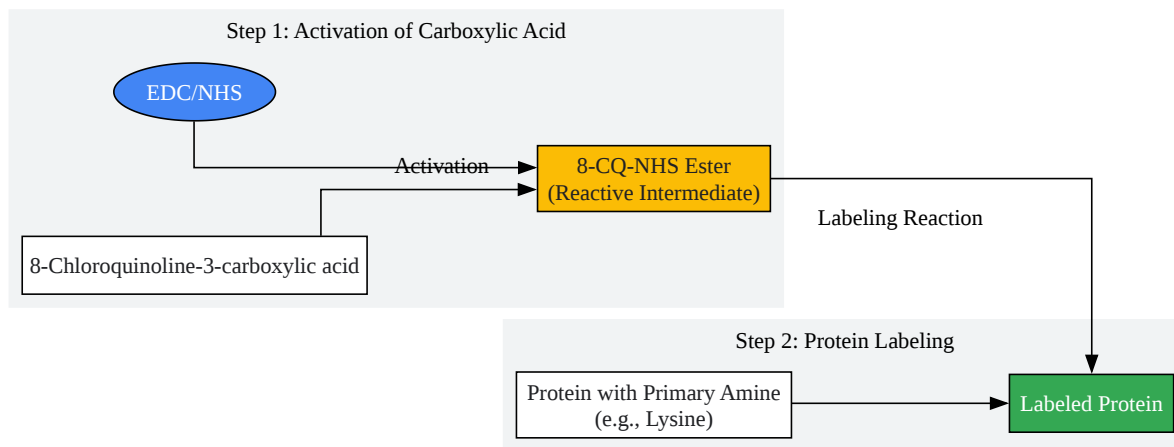 Step 1: Activation of Carboxylic Acid
EDC/NHS
Activation
8-CQ-NHS Ester
(Reactive Intermediate)
8-Chloroquinoline-3-carboxylic acid
Labeling Reaction
Step 2: Protein Labeling
Protein with Primary Amine
(e.g., Lysine)
Labeled Protein